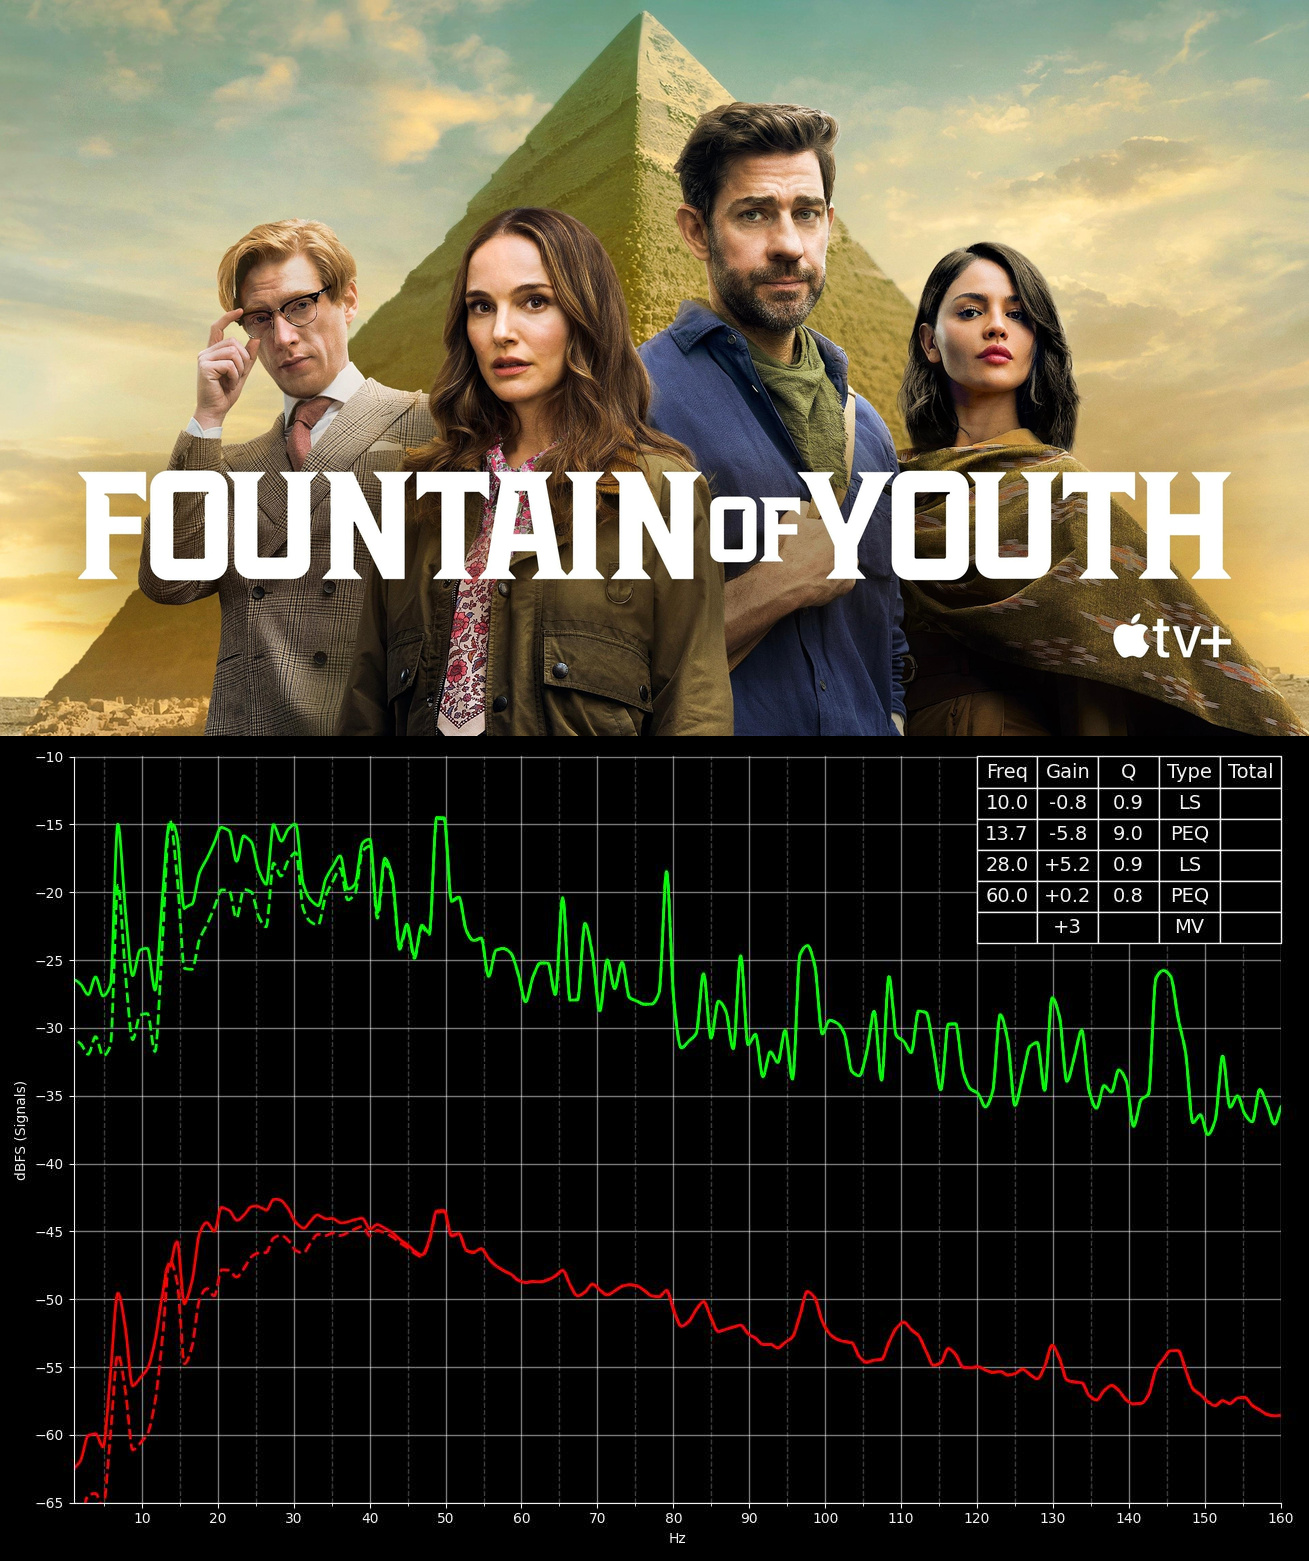 FOUNTAIN OF YOUTH
tv+
Freq Gain Q Type Total
10.0 -0.8 0.9 LS
13.7 -5.8 9.0 PEQ
28.0 +5.2 0.9 LS
60.0 +0.2 0.8 PEQ
+3 MV
−10
−15
−20
−25
−30
−35
−40
−45
−50
−55
−60
−65
dBFS (Signals)
10 20 30 40 50 60 70 80 90 100 110 120 130 140 150 160
Hz